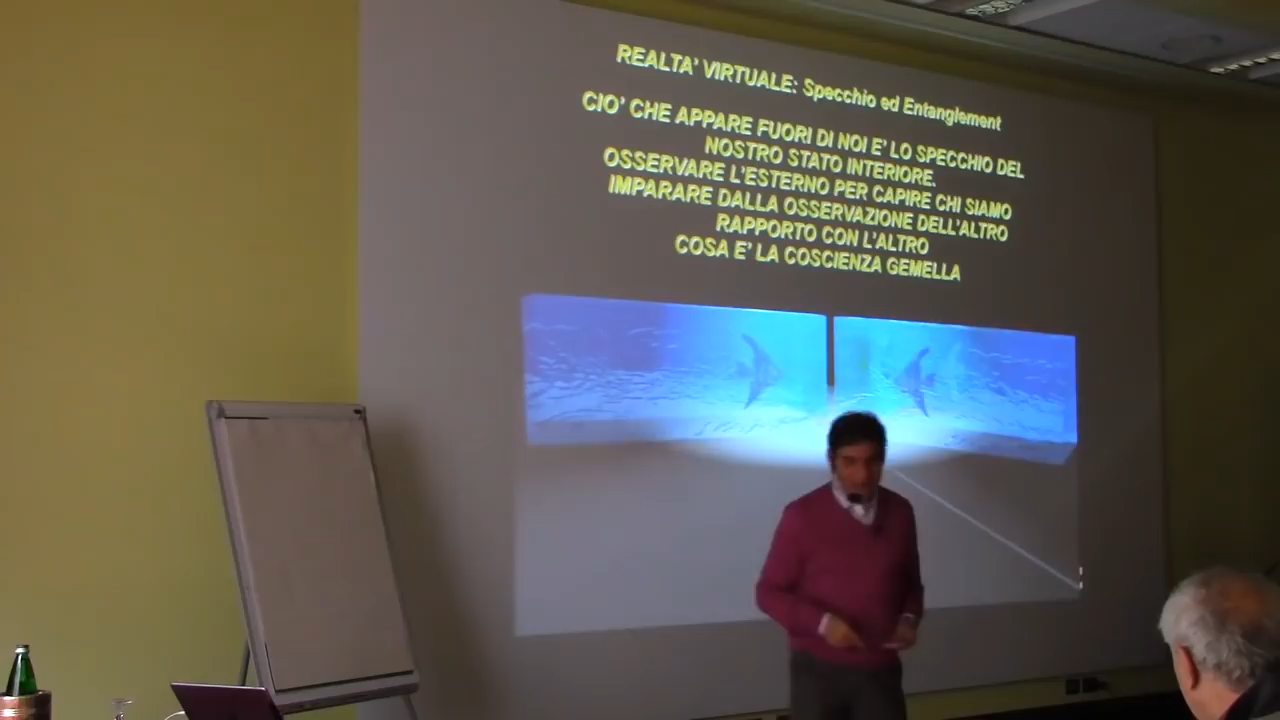 REALTA' VIRTUALE: Specchio ed Entanglement
CIO' CHE APPARE FUORI DI NOI E' LO SPECCHIO DEL
NOSTRO STATO INTERIORE.
OSSERVARE L'ESTERNO PER CAPIRE CHI SIAMO
IMPARARE DALLA OSSERVAZIONE DELL'ALTRO
RAPPORTO CON L'ALTRO
COSA E' LA COSCIENZA GEMELLA